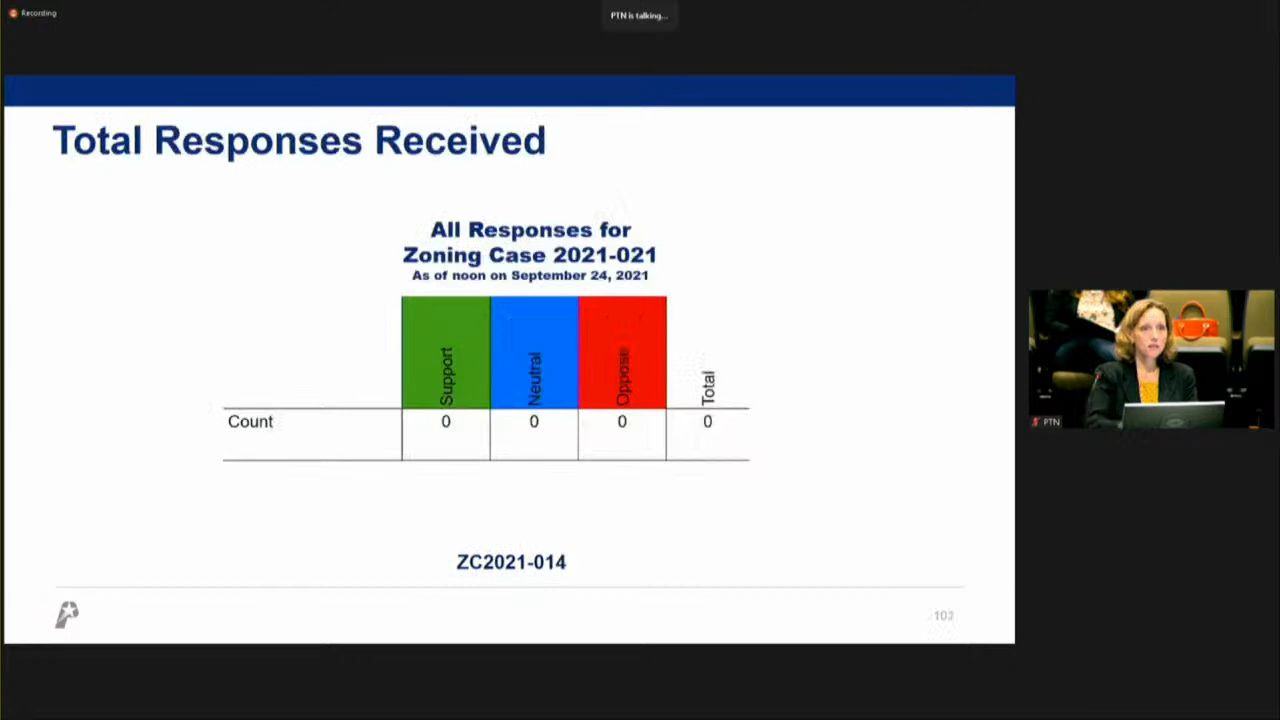 Recording
PTN is talking...
Total Responses Received
All Responses for
Zoning Case 2021-021
As of noon on September 24, 2021
Support Neutral Oppose Total
Count 0 0 0 0
ZC2021-014
PTN